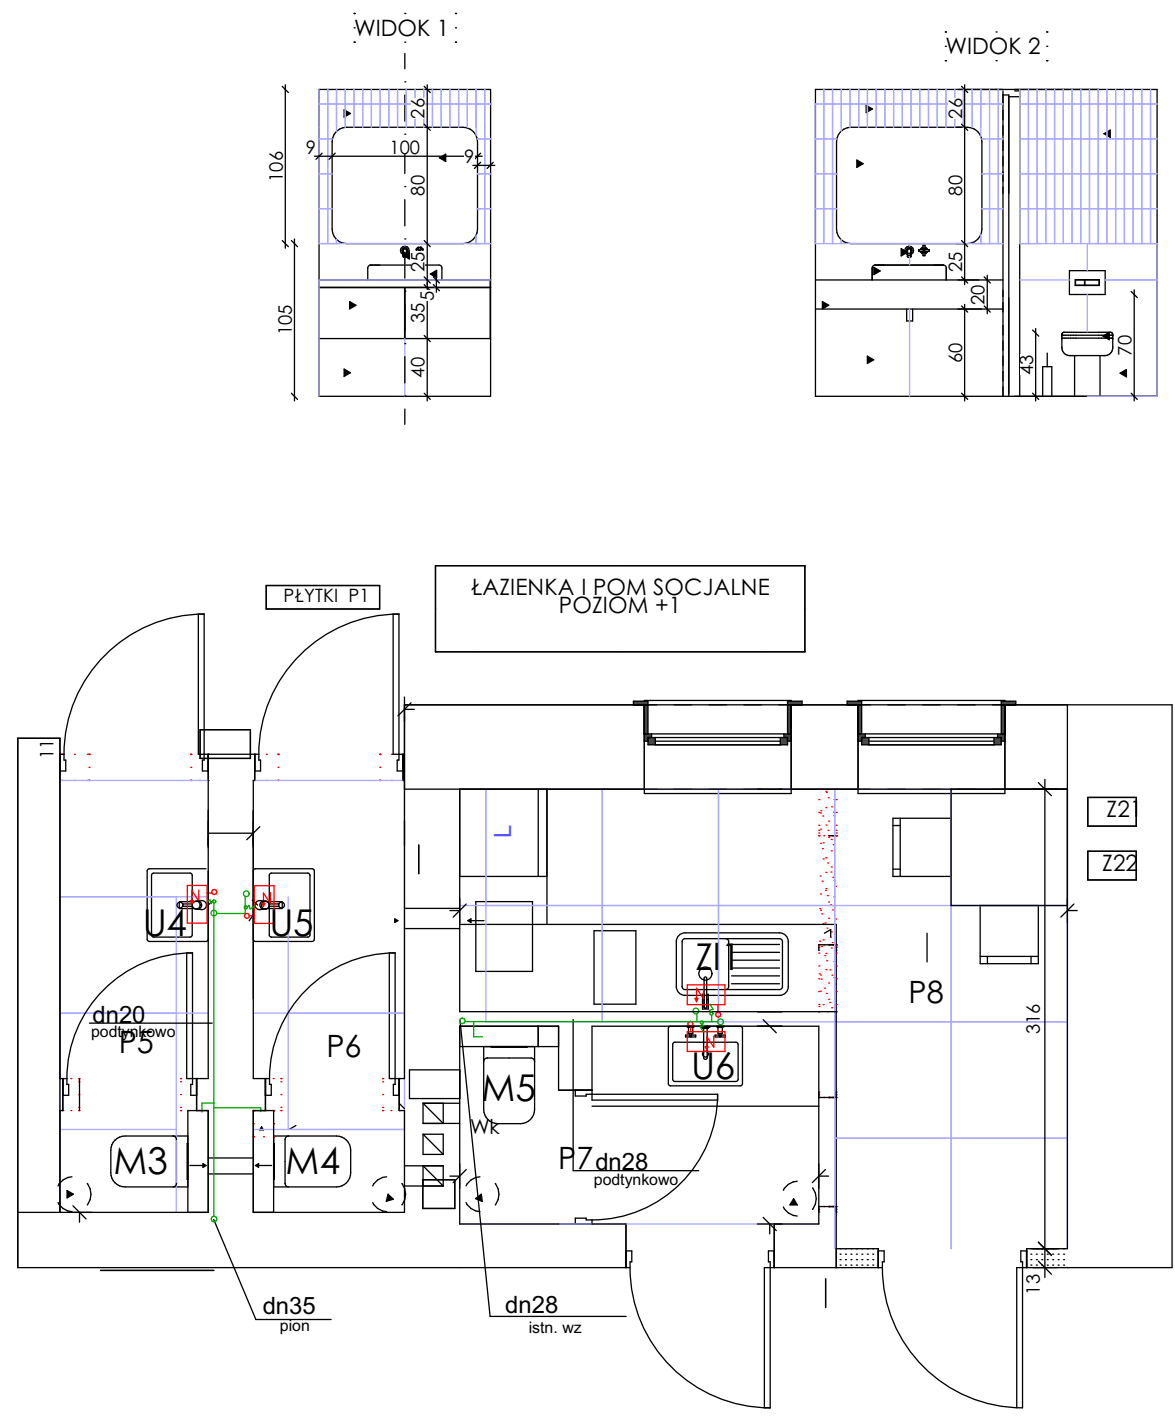 WIDOK 1
WIDOK 2
26
9
100
9
106
80
25
5
105
35
40
26
80
25
20
60
43
70
ŁAZIENKA I POM SOCJALNE
POZIOM +1
PŁYTKI P1
11
Z21
Z22
U4
U5
Z11
P8
dn20
podtynkowo
P5
P6
316
U6
M5
Wk
M3
M4
P7
dn28
podtynkowo
13
dn35
pion
dn28
istn. wz